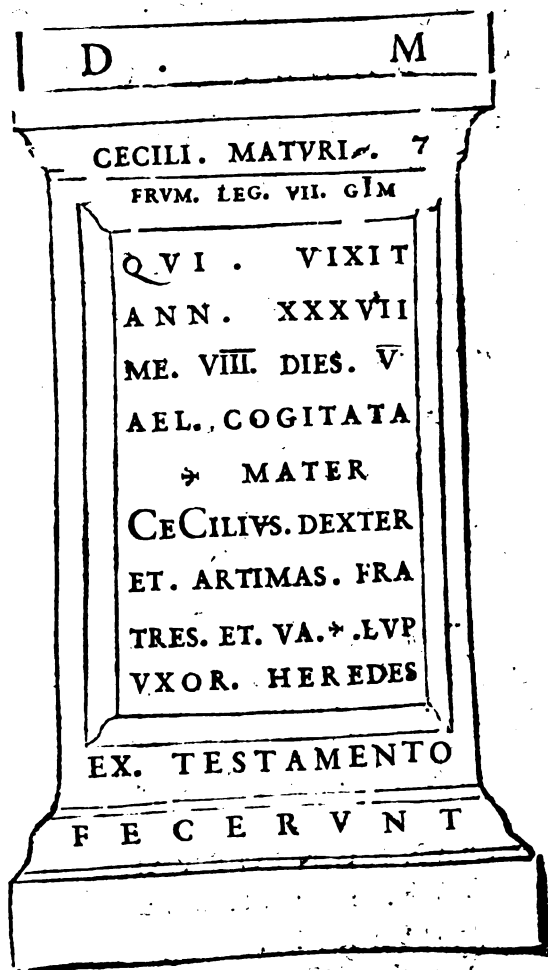 D . M
CECILI. MATVRI. 7
FRVM. LEG. VII. GIM
QVI . VIXIT
ANN. XXXVII
ME. VIII. DIES. V
AEL. COGITATA
MATER
CECILIVS. DEXTER
ET. ARTIMAS. FRA
TRES. ET. VA. .LVP
VXOR. HEREDES
EX. TESTAMENTO
FECERVNT